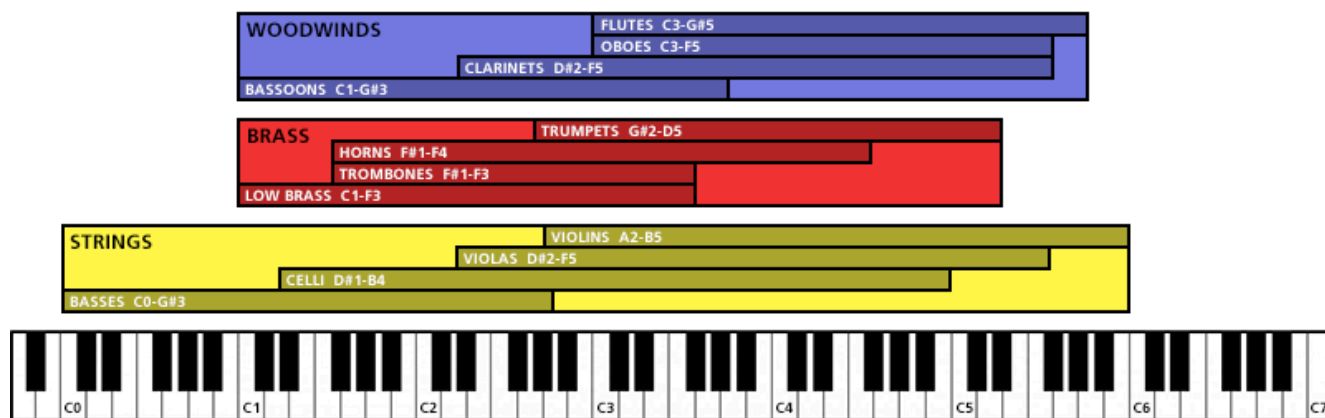 WOODWINDS
FLUTES C3-G#5
OBOES C3-F5
CLARINETS D#2-F5
BASSOONS C1-G#3
BRASS
TRUMPETS G#2-D5
HORNS F#1-F4
TROMBONES F#1-F3
LOW BRASS C1-F3
STRINGS
VIOLINS A2-B5
VIOLAS D#2-F5
CELLI D#1-B4
BASSES C0-G#3
C0 C1 C2 C3 C4 C5 C6 C7